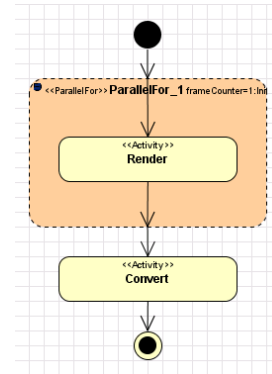 <<ParallelFor>> ParallelFor_1 frameCounter=1:Int
<<Activity>>
Render
<<Activity>>
Convert